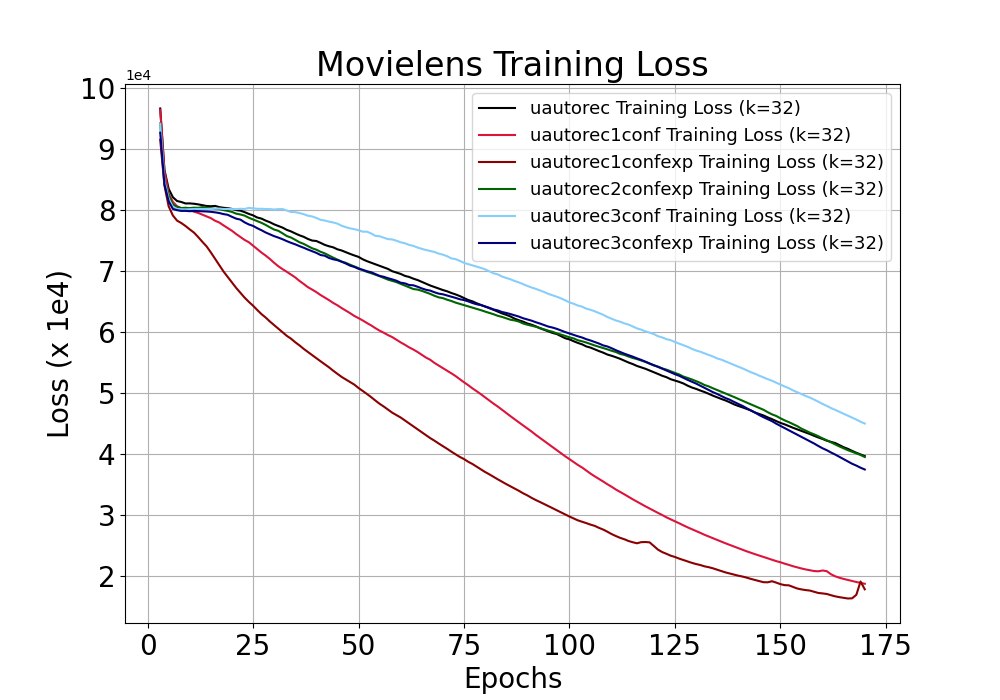 Movielens Training Loss
1e4
10
9
8
7
6
5
4
3
2
Loss (x 1e4)
uautorec Training Loss (k=32)
uautorec1conf Training Loss (k=32)
uautorec1confexp Training Loss (k=32)
uautorec2confexp Training Loss (k=32)
uautorec3conf Training Loss (k=32)
uautorec3confexp Training Loss (k=32)
0 25 50 75 100 125 150 175
Epochs